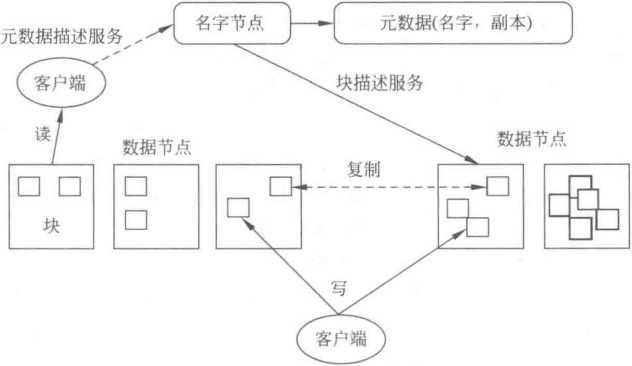 名字节点
元数据(名字，副本)
元数据描述服务
客户端
块描述服务
读
数据节点
数据节点
复制
块
写
客户端